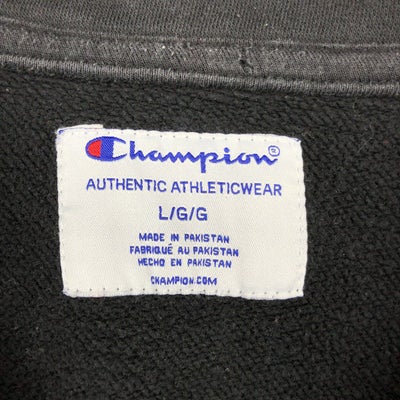 Champion®
AUTHENTIC ATHLETICWEAR
L/G/G
MADE IN PAKISTAN
FABRIQUÉ AU PAKISTAN
HECHO EN PAKISTAN
CHAMPION.COM